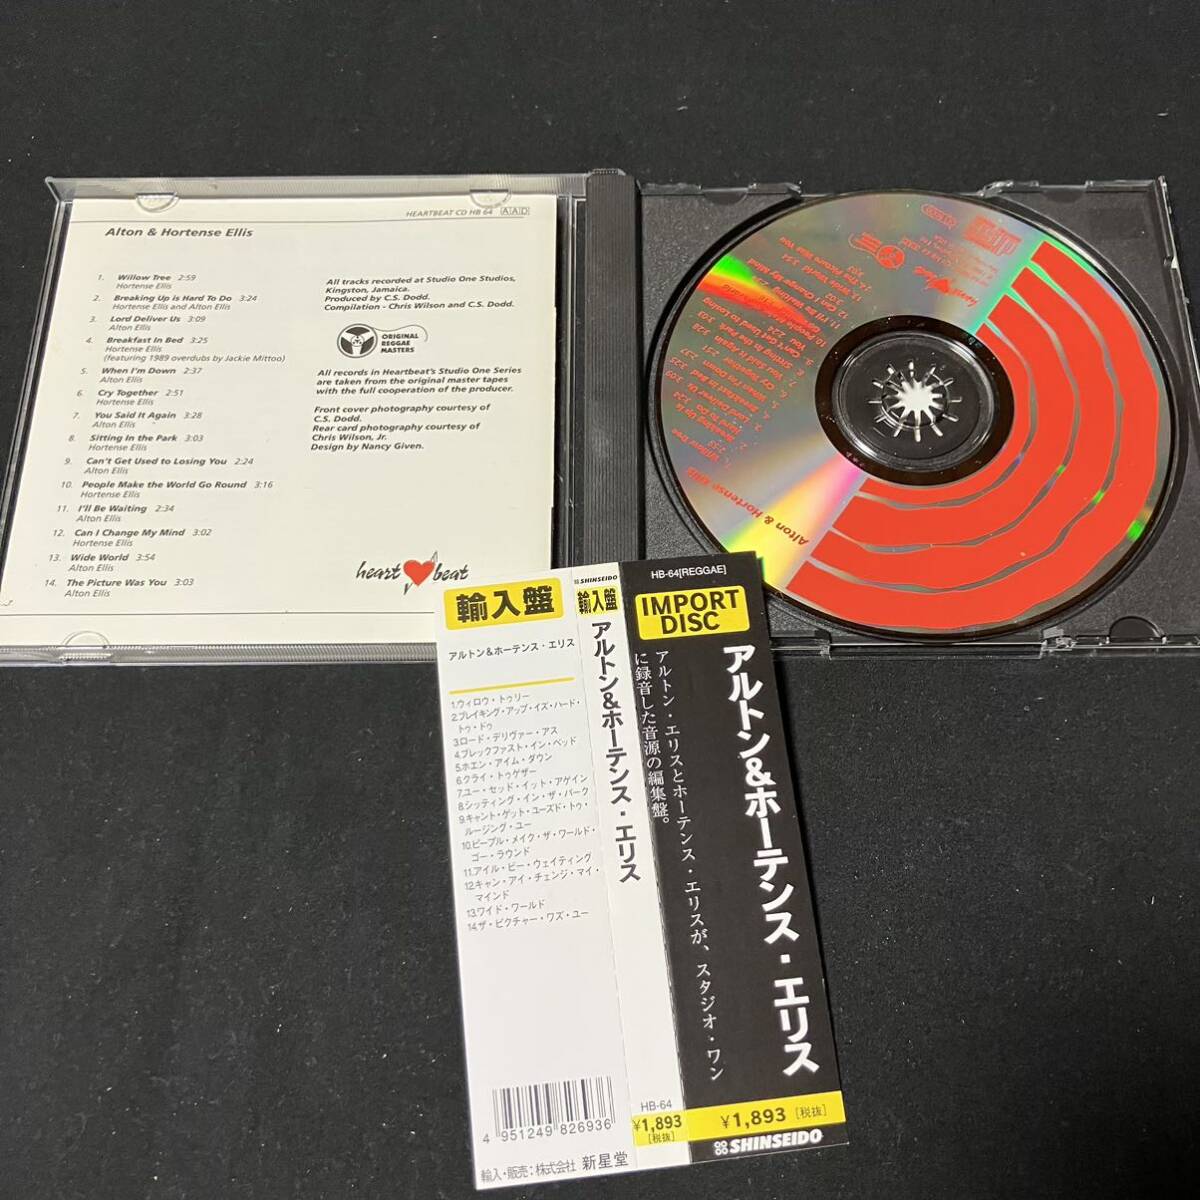 HEARTBEAT CD HB 64 AAD
Alton & Hortense Ellis
1. Willow Tree 2:59
Hortense Ellis
2. Breaking Up is Hard To Do 3:24
Hortense Ellis and Alton Ellis
3. Lord Deliver Us 3:09
Alton Ellis
4. Breakfast In Bed 3:25
Hortense Ellis
(featuring 1989 overdubs by Jackie Mittoo)
5. When I'm Down 2:37
Alton Ellis
6. Cry Together 2:51
Hortense Ellis
7. You Said It Again 3:28
Alton Ellis
8. Sitting In the Park 3:03
Hortense Ellis
9. Can't Get Used to Losing You 2:24
Alton Ellis
10. People Make the World Go Round 3:16
Hortense Ellis
11. I'll Be Waiting 2:34
Alton Ellis
12. Can I Change My Mind 3:02
Hortense Ellis
13. Wide World 3:54
Alton Ellis
14. The Picture Was You 3:03
Alton Ellis
All tracks recorded at Studio One Studios,
Kingston, Jamaica.
Produced by C.S. Dodd.
Compilation - Chris Wilson and C.S. Dodd.
ORIGINAL
REGGAE
MASTERS
All records in Heartbeat's Studio One Series
are taken from the original master tapes
with the full cooperation of the producer.
Front cover photography courtesy of
C.S. Dodd.
Rear card photography courtesy of
Chris Wilson, Jr.
Design by Nancy Given.
heart beat
Alton & Hortense Ellis
輸入盤
アルトン&ホーテンス・エリス
1.ウィロウ・トゥリー
2.ブレイキング・アップ・イズ・ハード・
トゥ・ドゥ
3.ロード・デリヴァー・アス
4.ブレックファスト・イン・ベッド
5.ホエン・アイム・ダウン
6.クライ・トゥゲザー
7.ユー・セッド・イット・アゲイン
8.シッティング・イン・ザ・パーク
9.キャント・ゲット・ユーズド・トゥ・
ルージング・ユー
10.ピープル・メイク・ザ・ワールド・
ゴー・ラウンド
11.アイル・ビー・ウェイティング
12.キャン・アイ・チェンジ・マイ・
マインド
13.ワイド・ワールド
14.ザ・ピクチャー・ワズ・ユー
4 951249 826936
輸入・販売:株式会社 新星堂
SHINSEIDO
輸入盤
アルトン&ホーテンス・エリス
HB-64
¥1,893
[税抜]
HB-64[REGGAE]
IMPORT
DISC
アルトン&ホーテンス・エリス
アルトン・エリスとホーテンス・エリスが、スタジオ・ワン
に録音した音源の編集盤。
¥1,893 [税抜]
SHINSEIDO